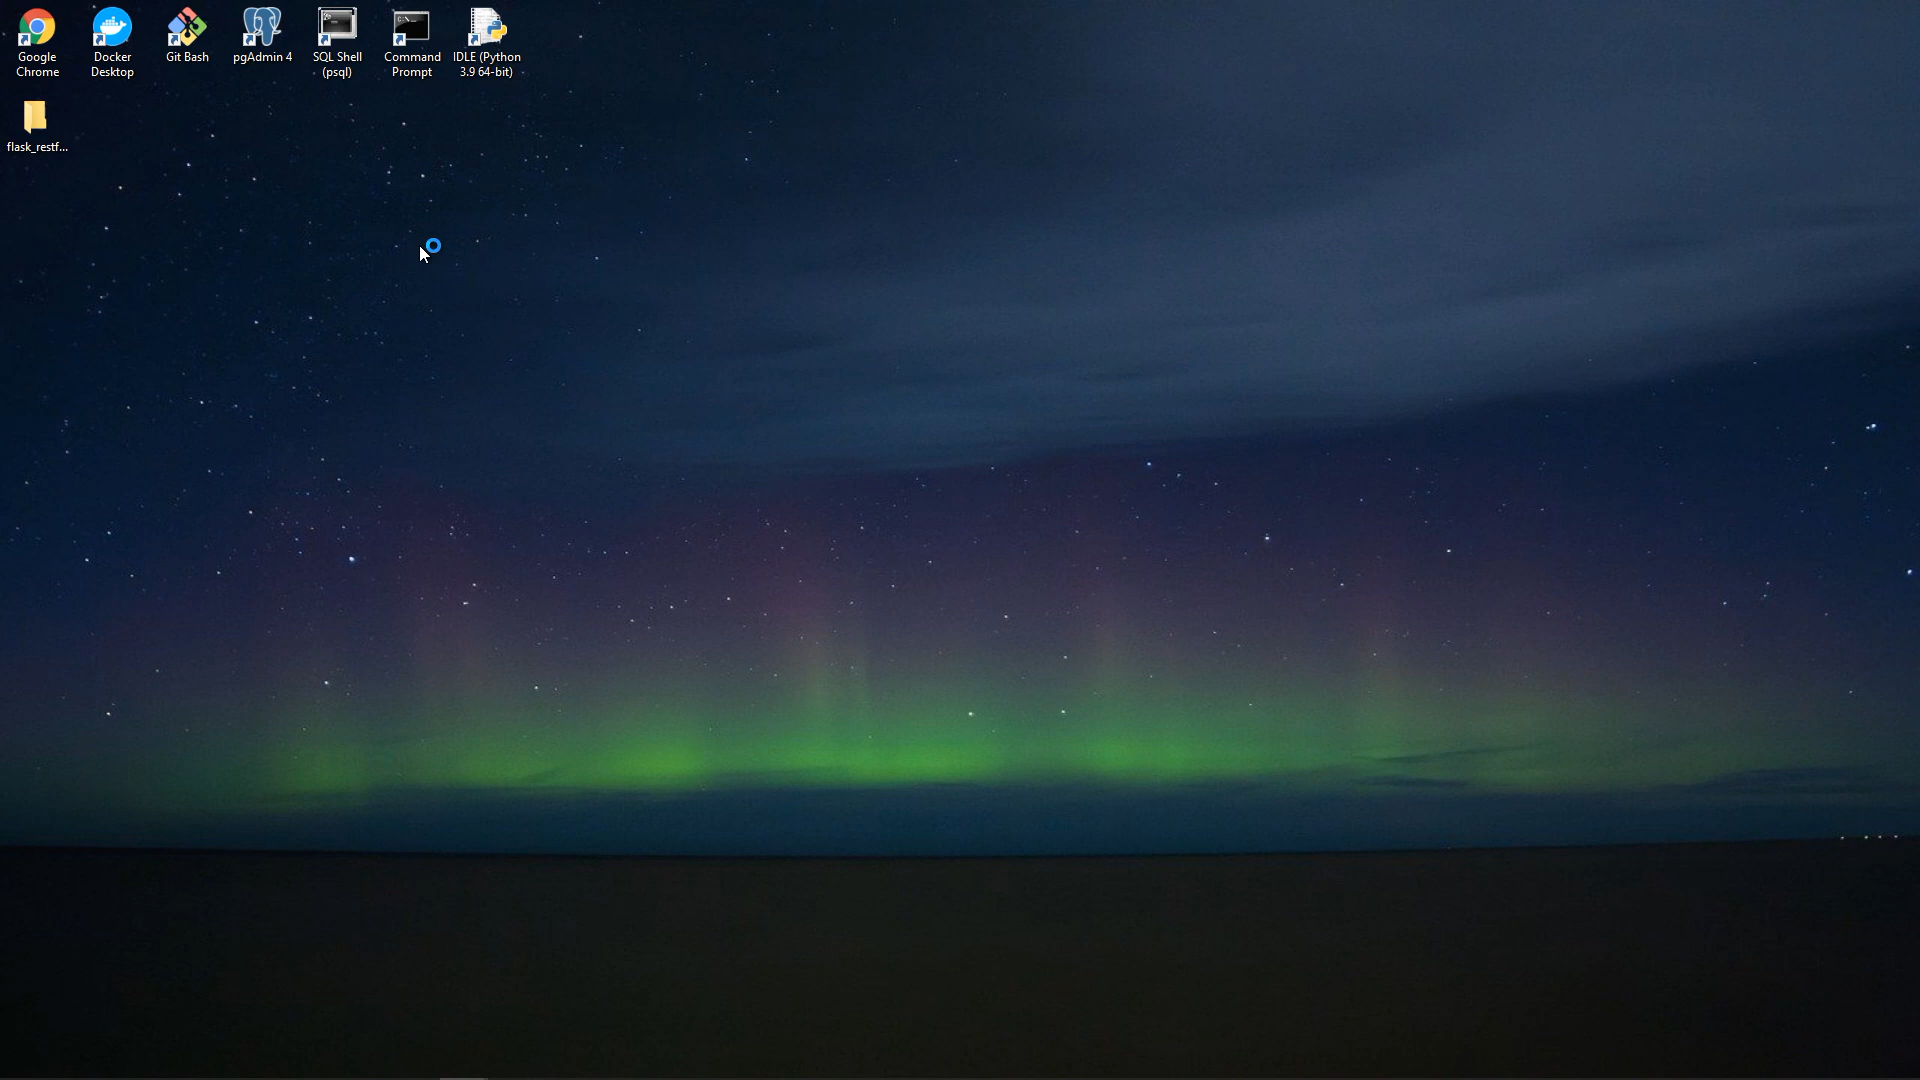 Google
Chrome
Docker
Desktop
Git Bash
pgAdmin 4
SQL Shell
(psql)
Command
Prompt
IDLE (Python
3.9 64-bit)
flask_restf...